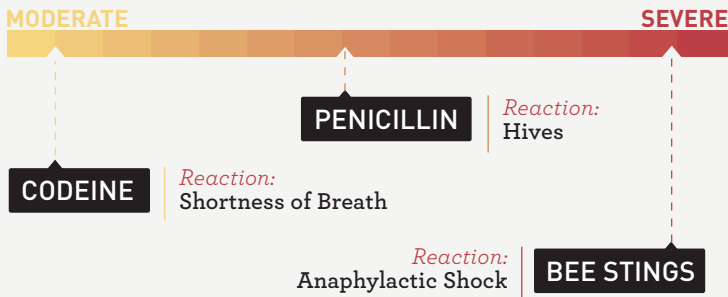 MODERATE
SEVERE
PENICILLIN
Reaction:
Hives
CODEINE
Reaction:
Shortness of Breath
Reaction:
Anaphylactic Shock
BEE STINGS